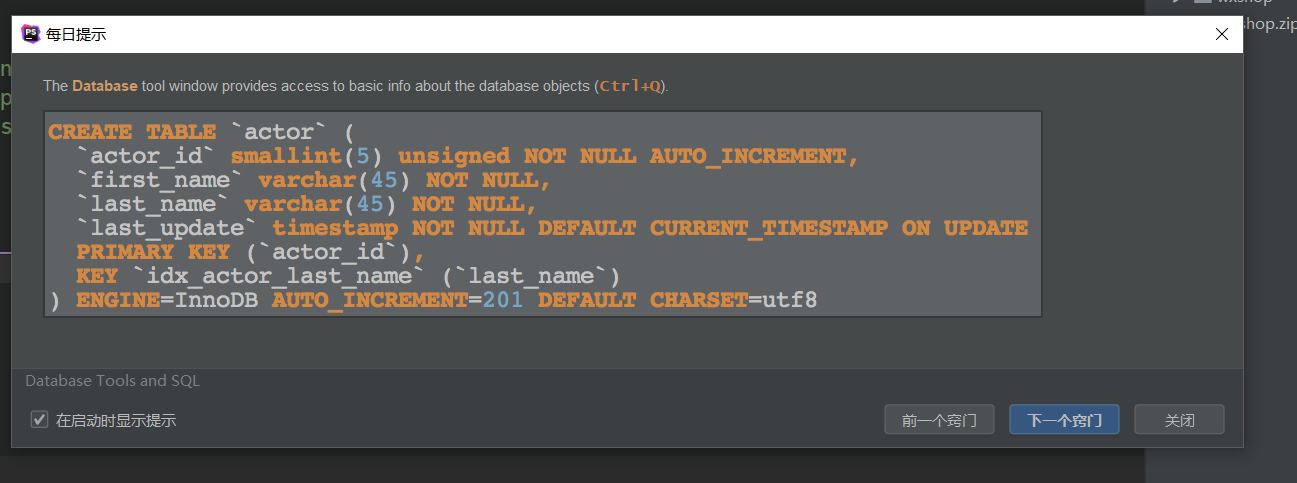 PS
每日提示
wxshop
shop.zip
The Database tool window provides access to basic info about the database objects (Ctrl+Q).
CREATE TABLE `actor` (
`actor_id` smallint(5) unsigned NOT NULL AUTO_INCREMENT,
`first_name` varchar(45) NOT NULL,
`last_name` varchar(45) NOT NULL,
`last_update` timestamp NOT NULL DEFAULT CURRENT_TIMESTAMP ON UPDATE
PRIMARY KEY (`actor_id`),
KEY `idx_actor_last_name` (`last_name`)
) ENGINE=InnoDB AUTO_INCREMENT=201 DEFAULT CHARSET=utf8
Database Tools and SQL
在启动时显示提示
前一个窍门
下一个窍门
关闭